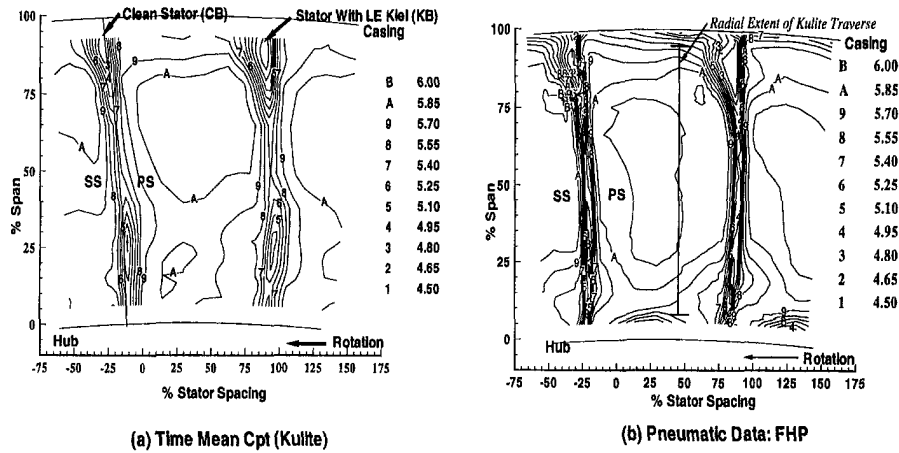 Clean Stator (CB)
Stator With LE Kiel (KB)
Casing
B 6.00
A 5.85
9 5.70
8 5.55
7 5.40
6 5.25
5 5.10
4 4.95
3 4.80
2 4.65
1 4.50
SS
PS
% Span
100
75
50
25
0
Hub
Rotation
-75 -50 -25 0 25 50 75 100 125 150 175
% Stator Spacing
(a) Time Mean Cpt (Kulite)
Radial Extent of Kulite Traverse
Casing
B 6.00
A 5.85
9 5.70
8 5.55
7 5.40
6 5.25
5 5.10
4 4.95
3 4.80
2 4.65
1 4.50
SS
PS
% Span
100
75
50
25
0
Hub
Rotation
-75 -50 -25 0 25 50 75 100 125 150 175
% Stator Spacing
(b) Pneumatic Data: FHP